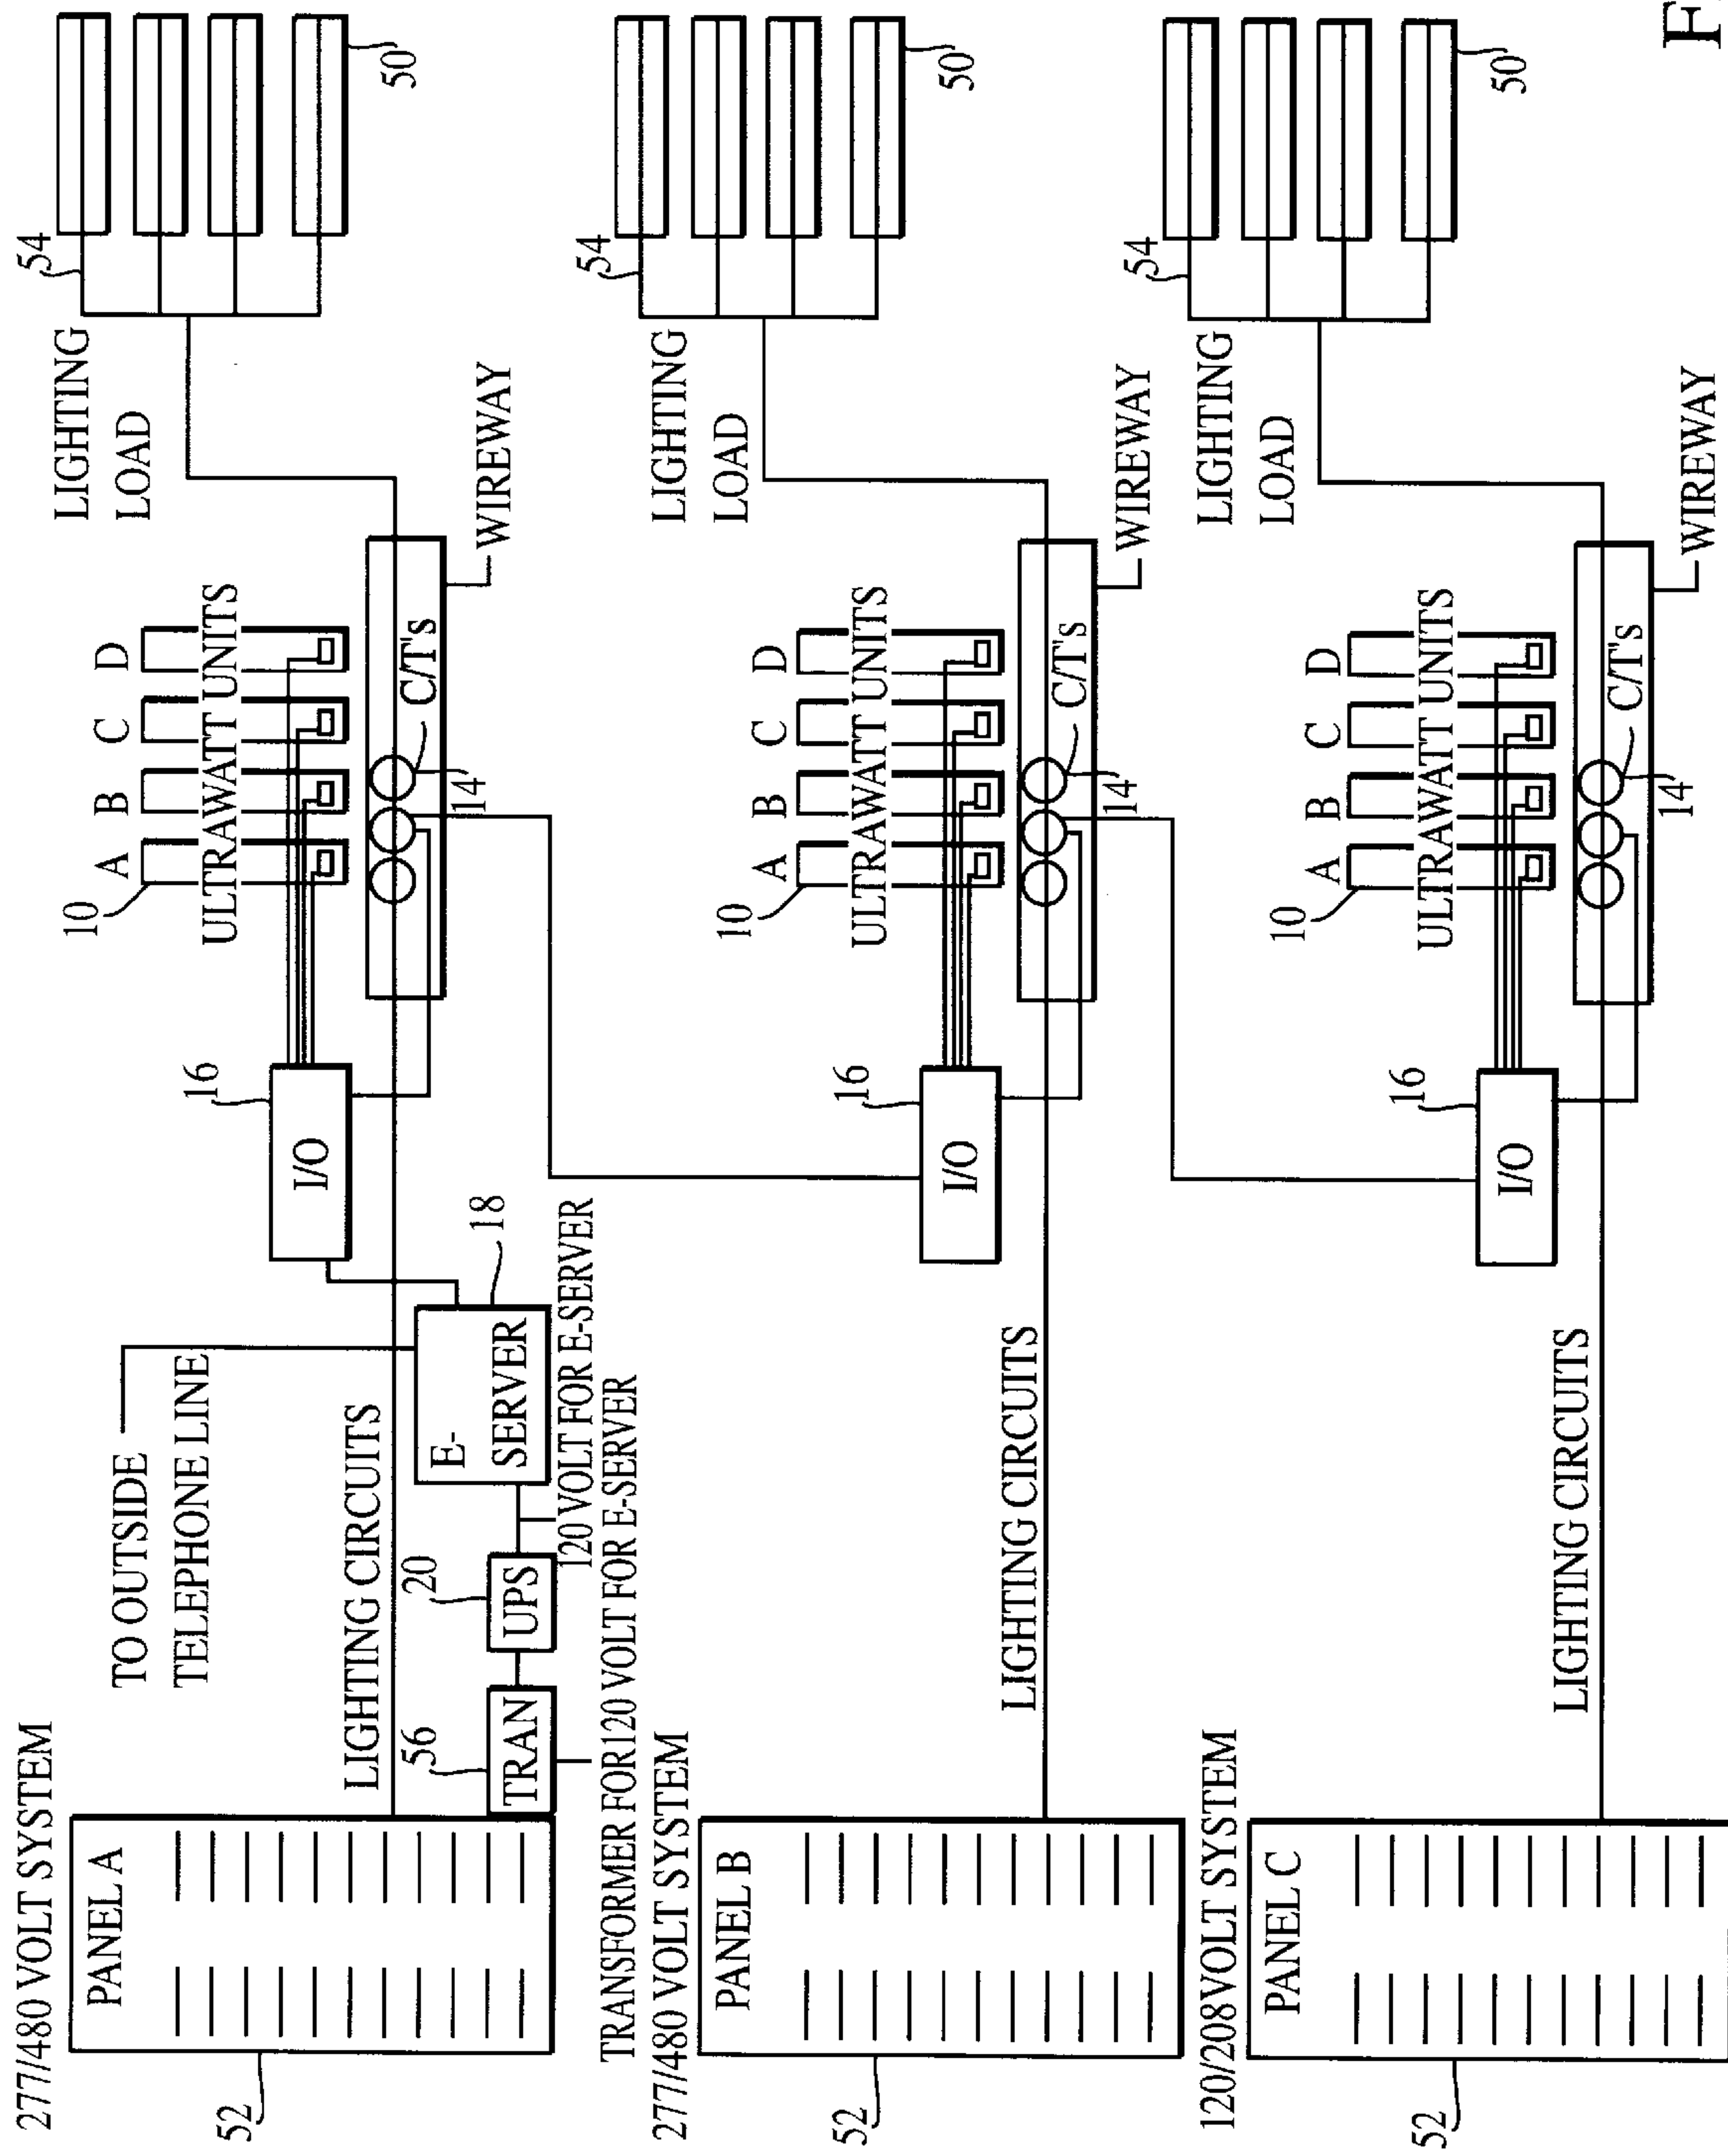 277/480 VOLT SYSTEM
PANEL A
52
TO OUTSIDE
TELEPHONE LINE
LIGHTING CIRCUITS
56
TRAN
20
UPS
E-
SERVER
18
120 VOLT FOR E-SERVER
TRANSFORMER FOR120 VOLT FOR E-SERVER
I/O
16
10
A B C D
ULTRAWATT UNITS
C/T's
14
WIREWAY
LIGHTING
LOAD
54
50
277/480 VOLT SYSTEM
PANEL B
52
LIGHTING CIRCUITS
I/O
16
10
A B C D
ULTRAWATT UNITS
C/T's
14
WIREWAY
LIGHTING
LOAD
54
50
120/208VOLT SYSTEM
PANEL C
52
LIGHTING CIRCUITS
I/O
16
10
A B C D
ULTRAWATT UNITS
C/T's
14
WIREWAY
LIGHTING
LOAD
54
50